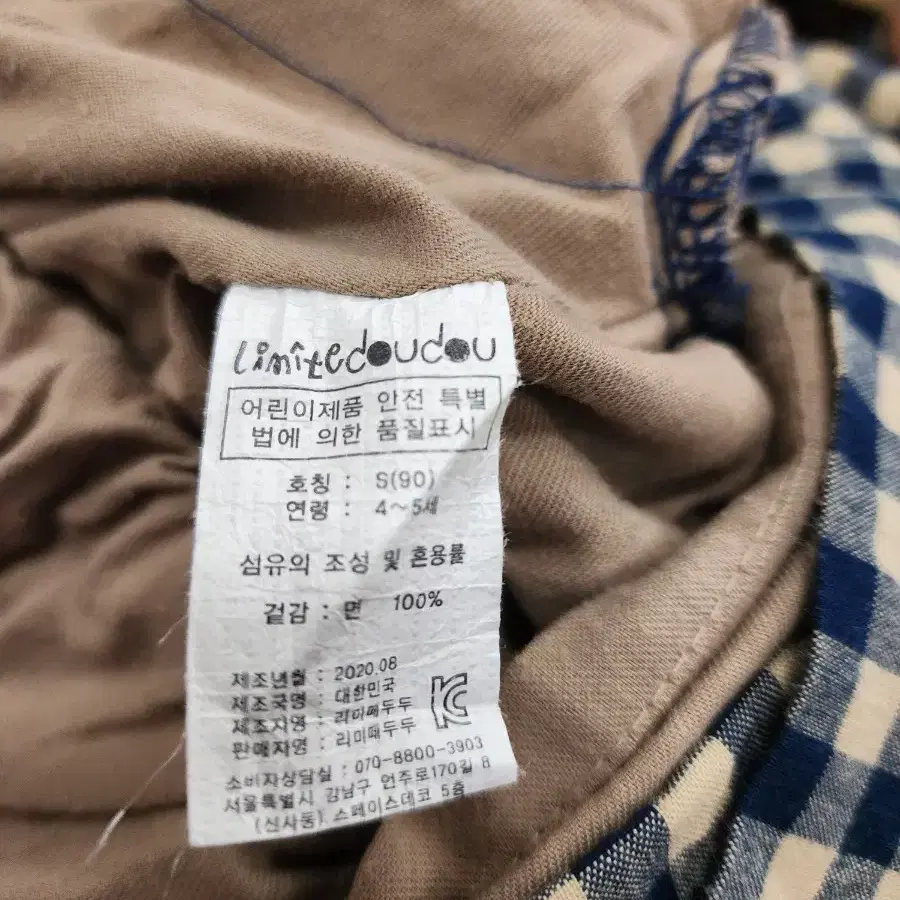 limitedoudou
어린이제품 안전 특별
법에 의한 품질표시
호칭 : S(90)
연령 : 4~5세
섬유의 조성 및 혼용률
겉감 : 면 100%
제조년월 : 2020.08
제조국명 : 대한민국
제조자명 : 리미떼두두
판매자명 : 리미떼두두
KC
소비자상담실 : 070-8800-3903
서울특별시 강남구 언주로170길 8
(신사동) 스페이스데코 5층